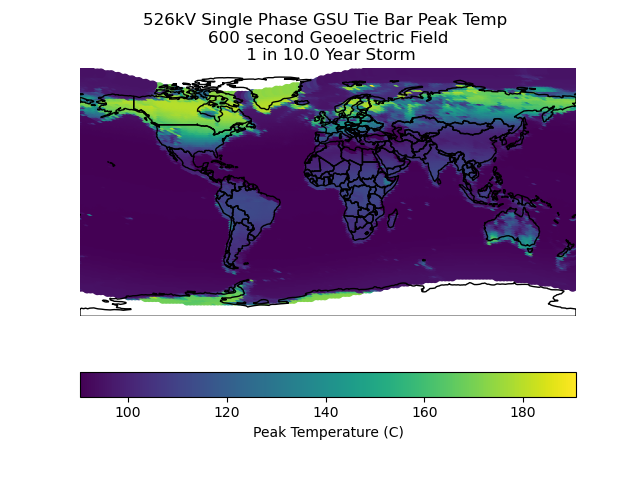 526kV Single Phase GSU Tie Bar Peak Temp
600 second Geoelectric Field
1 in 10.0 Year Storm
100 120 140 160 180
Peak Temperature (C)